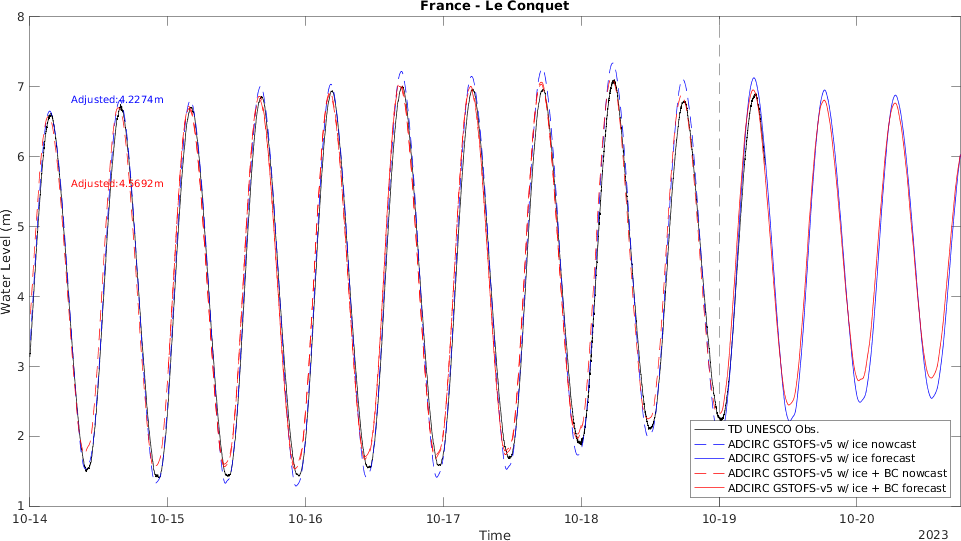 France - Le Conquet
8
7
6
5
4
3
2
1
Water Level (m)
Adjusted:4.2274m
Adjusted:4.5692m
10-14
10-15
10-16
10-17
10-18
10-19
10-20
Time
2023
TD UNESCO Obs.
ADCIRC GSTOFS-v5 w/ ice nowcast
ADCIRC GSTOFS-v5 w/ ice forecast
ADCIRC GSTOFS-v5 w/ ice + BC nowcast
ADCIRC GSTOFS-v5 w/ ice + BC forecast